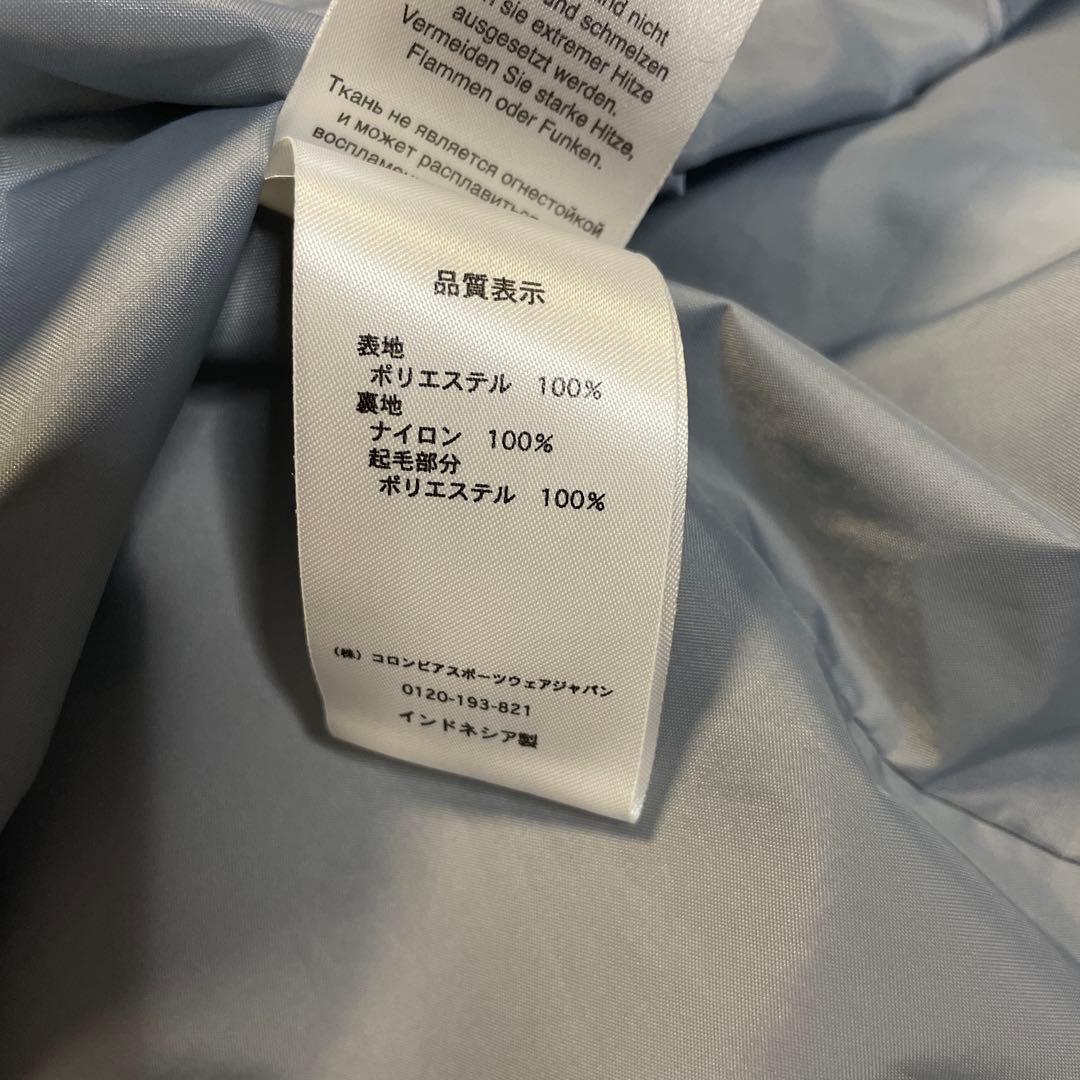 nd nicht
und schmelzen
n sie extremer Hitze
ausgesetzt werden.
Vermeiden Sie starke Hitze,
Flammen oder Funken.
Ткань не является огнестойкой
и может расплавиться
воспламе
品質表示
表地
ポリエステル 100%
裏地
ナイロン 100%
起毛部分
ポリエステル 100%
(株) コロンビアスポーツウェアジャパン
0120-193-821
インドネシア製